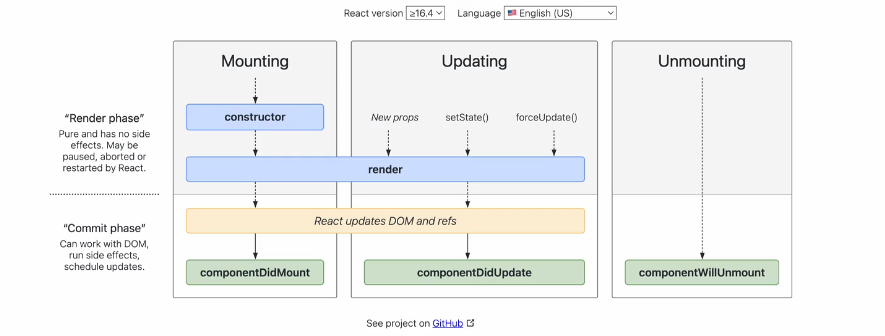 React version ≥16.4 Language English (US)
Mounting
Updating
Unmounting
“Render phase”
Pure and has no side
effects. May be
paused, aborted or
restarted by React.
constructor
New props
setState()
forceUpdate()
render
“Commit phase”
Can work with DOM,
run side effects,
schedule updates.
React updates DOM and refs
componentDidMount
componentDidUpdate
componentWillUnmount
See project on GitHub